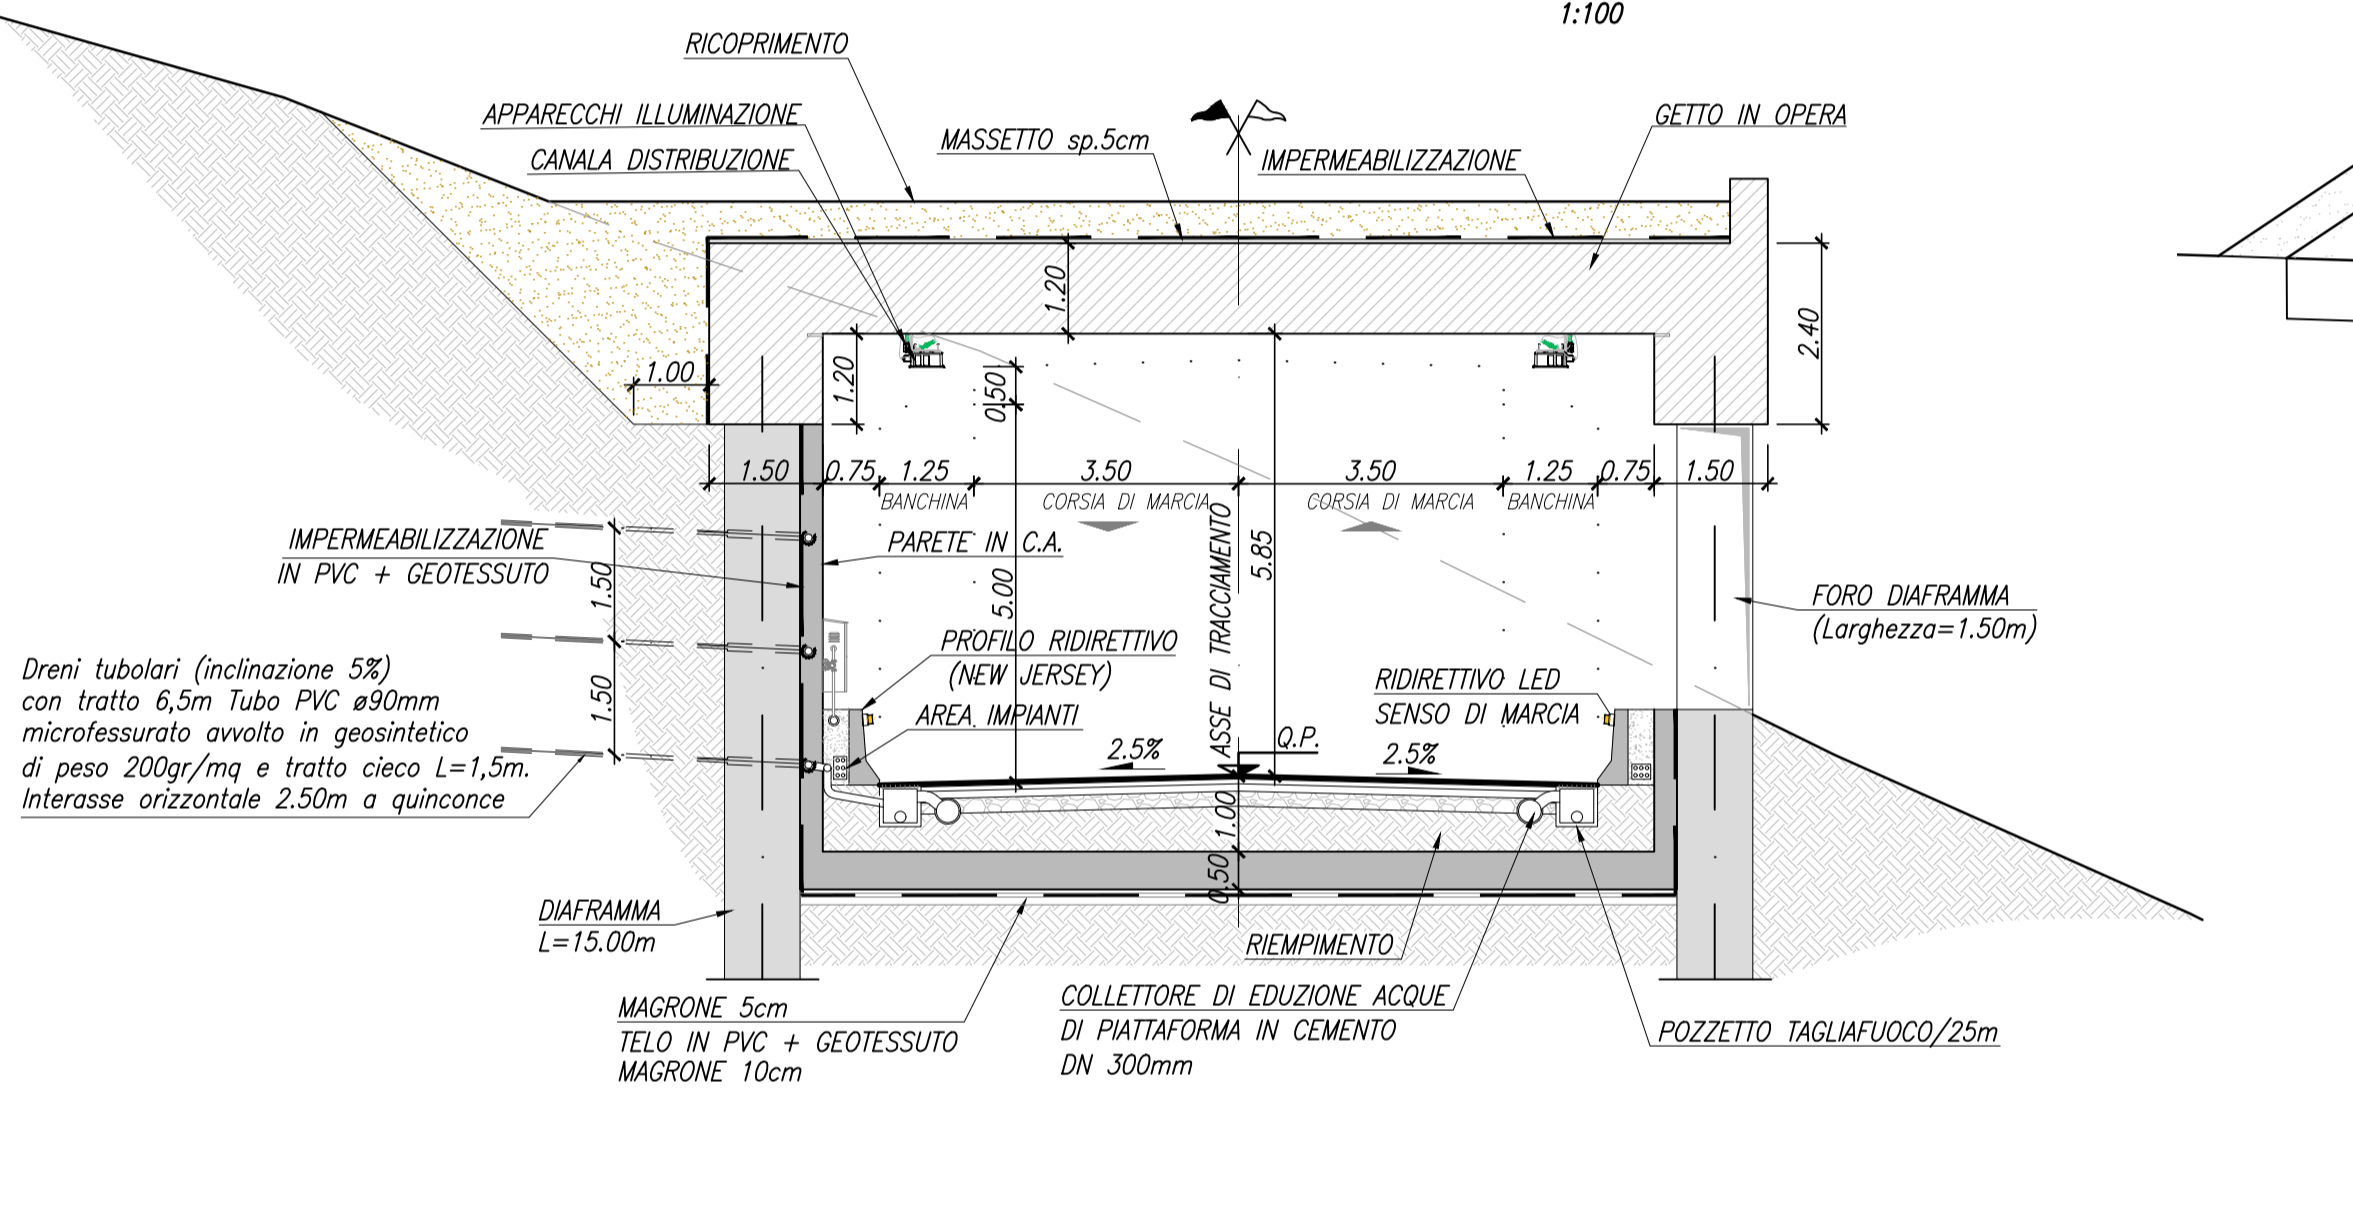 1:100
RICOPRIMENTO
APPARECCHI ILLUMINAZIONE
GETTO IN OPERA
MASSETTO sp.5cm
CANALA DISTRIBUZIONE
IMPERMEABILIZZAZIONE
1.20
2.40
1.00
1.20
0.50
1.50
0.75
1.25
3.50
3.50
1.25
0.75
1.50
BANCHINA
CORSIA DI MARCIA
CORSIA DI MARCIA
BANCHINA
IMPERMEABILIZZAZIONE
IN PVC + GEOTESSUTO
PARETE IN C.A.
5.00
ASSE DI TRACCIAMENTO
5.85
1.50
1.50
FORO DIAFRAMMA
(Larghezza=1.50m)
PROFILO RIDIRETTIVO
(NEW JERSEY)
AREA IMPIANTI
RIDIRETTIVO LED
SENSO DI MARCIA
Dreni tubolari (inclinazione 5%)
con tratto 6,5m Tubo PVC ø90mm
microfessurato avvolto in geosintetico
di peso 200gr/mq e tratto cieco L=1,5m.
Interasse orizzontale 2.50m a quinconce
2.5%
Q.P.
2.5%
1.00
0.50
DIAFRAMMA
L=15.00m
RIEMPIMENTO
MAGRONE 5cm
TELO IN PVC + GEOTESSUTO
MAGRONE 10cm
COLLETTORE DI EDUZIONE ACQUE
DI PIATTAFORMA IN CEMENTO
DN 300mm
POZZETTO TAGLIAFUOCO/25m